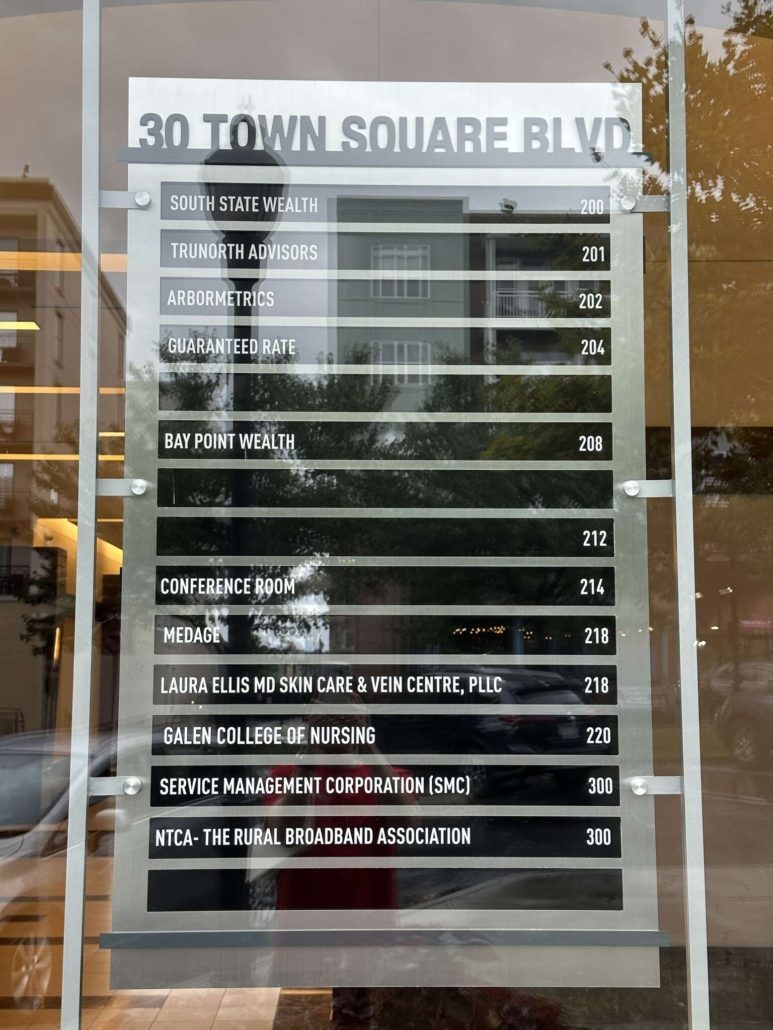 30 TOWN SQUARE BLVD.
SOUTH STATE WEALTH 200
TRUNORTH ADVISORS 201
ARBORMETRICS 202
GUARANTEED RATE 204
BAY POINT WEALTH 208
212
CONFERENCE ROOM 214
MEDAGE 218
LAURA ELLIS MD SKIN CARE & VEIN CENTRE, PLLC 218
GALEN COLLEGE OF NURSING 220
SERVICE MANAGEMENT CORPORATION (SMC) 300
NTCA- THE RURAL BROADBAND ASSOCIATION 300